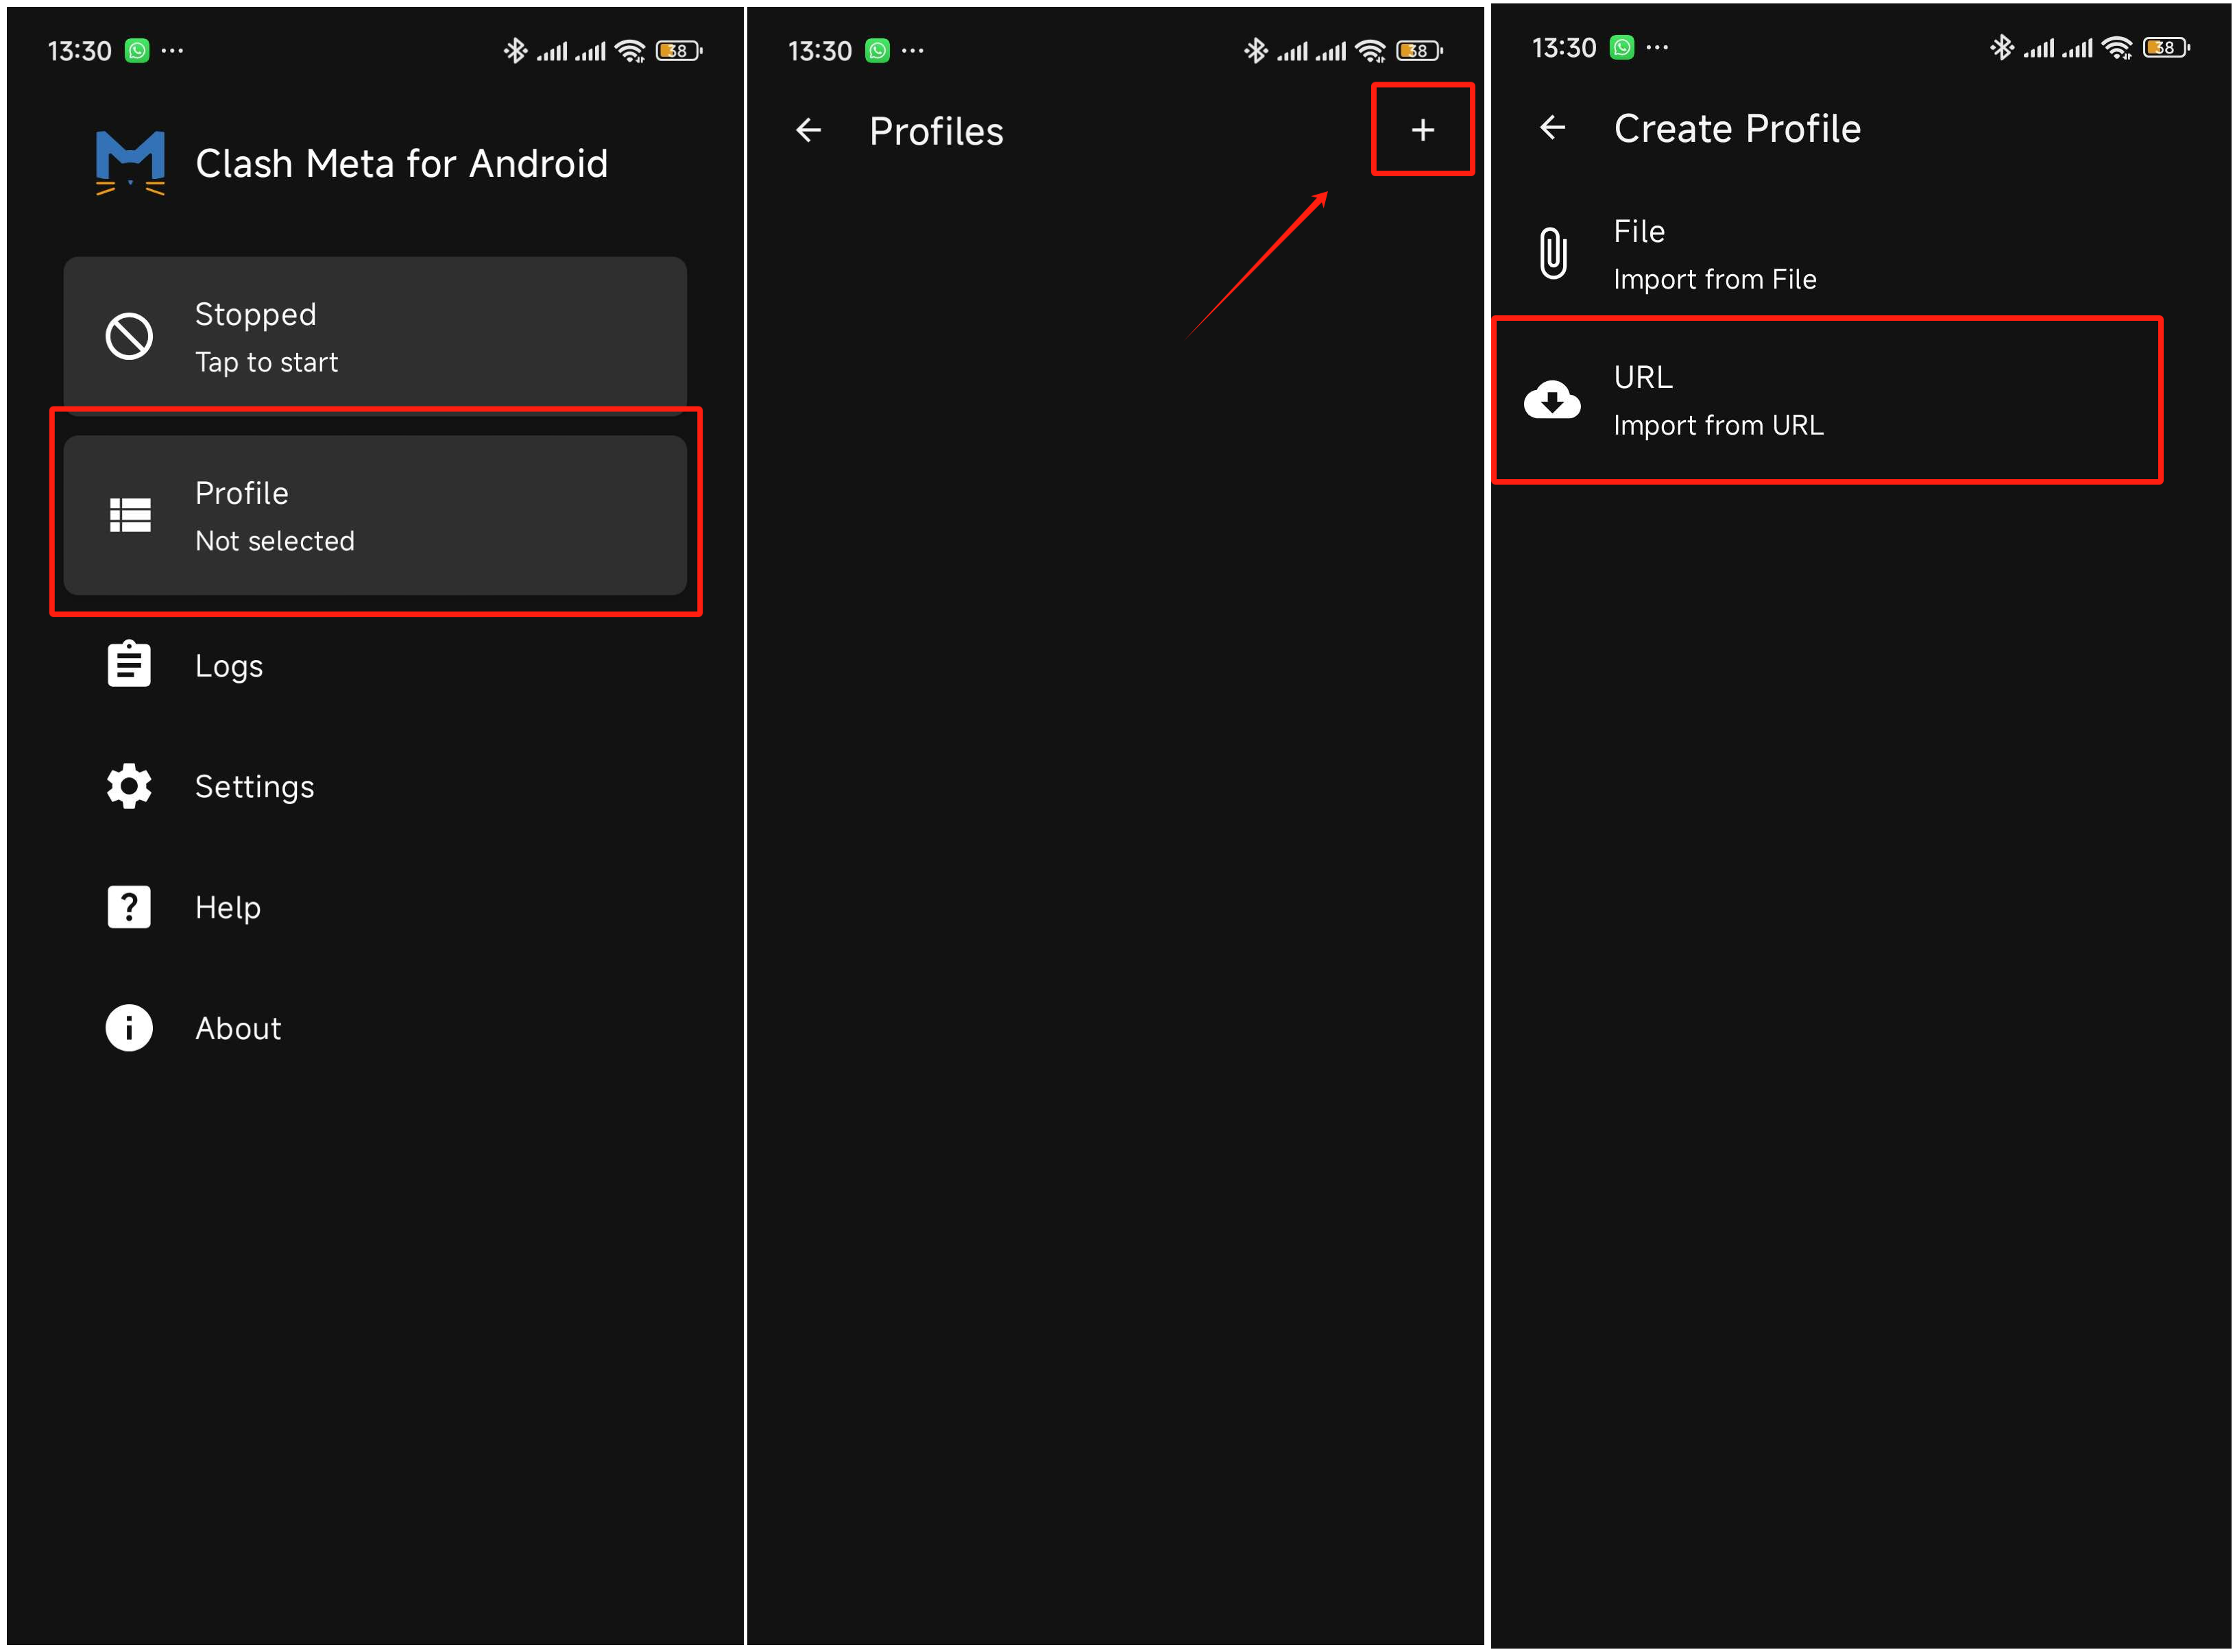 13:30 ... 38
Clash Meta for Android
Stopped
Tap to start
Profile
Not selected
Logs
Settings
Help
About
13:30 ... 38
Profiles
13:30 ... 38
Create Profile
File
Import from File
URL
Import from URL